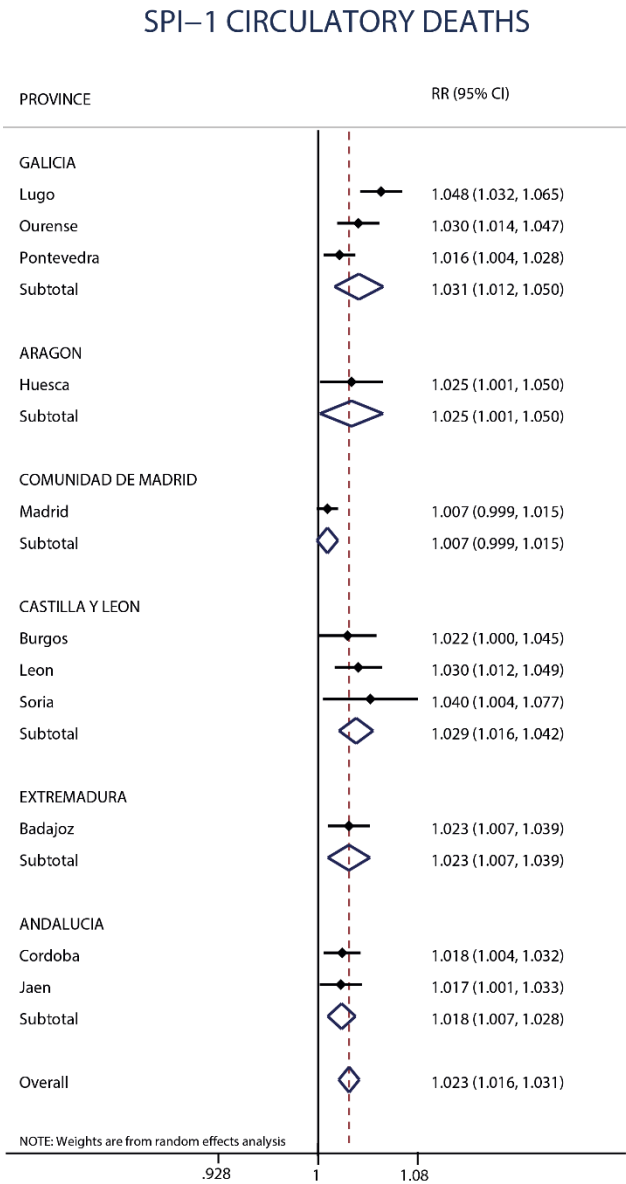 SPI−1 CIRCULATORY DEATHS
PROVINCE RR (95% CI)
GALICIA
Lugo 1.048 (1.032, 1.065)
Ourense 1.030 (1.014, 1.047)
Pontevedra 1.016 (1.004, 1.028)
Subtotal 1.031 (1.012, 1.050)
ARAGON
Huesca 1.025 (1.001, 1.050)
Subtotal 1.025 (1.001, 1.050)
COMUNIDAD DE MADRID
Madrid 1.007 (0.999, 1.015)
Subtotal 1.007 (0.999, 1.015)
CASTILLA Y LEON
Burgos 1.022 (1.000, 1.045)
Leon 1.030 (1.012, 1.049)
Soria 1.040 (1.004, 1.077)
Subtotal 1.029 (1.016, 1.042)
EXTREMADURA
Badajoz 1.023 (1.007, 1.039)
Subtotal 1.023 (1.007, 1.039)
ANDALUCIA
Cordoba 1.018 (1.004, 1.032)
Jaen 1.017 (1.001, 1.033)
Subtotal 1.018 (1.007, 1.028)
Overall 1.023 (1.016, 1.031)
NOTE: Weights are from random effects analysis
.928 1 1.08